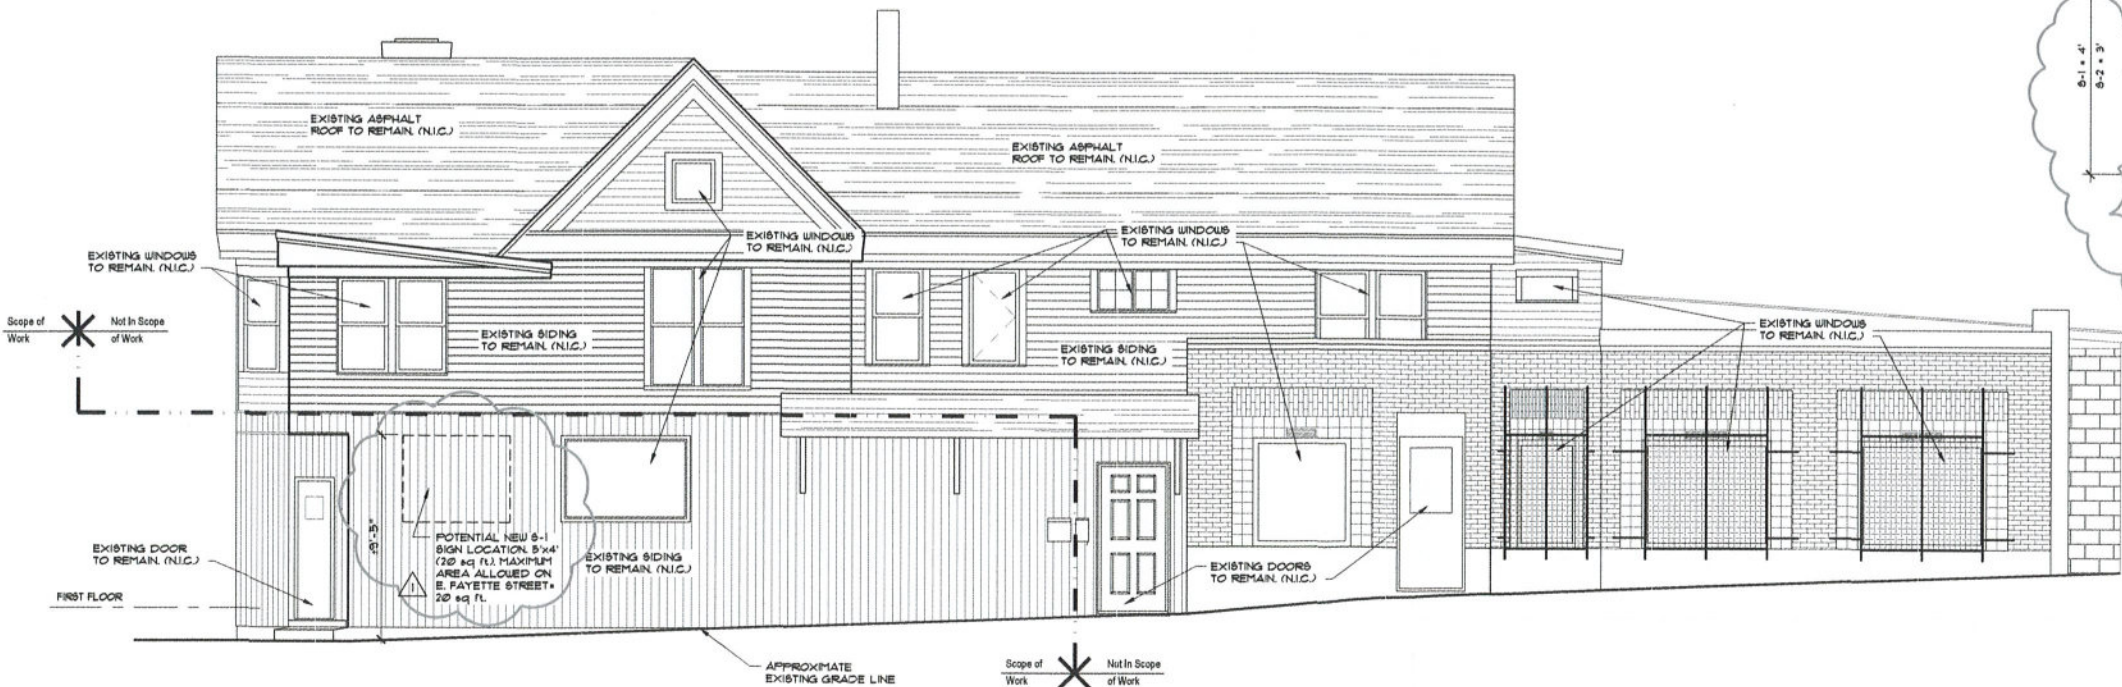 S-1 = 4'
S-2 = 3'
EXISTING ASPHALT
ROOF TO REMAIN. (N.I.C.)
EXISTING ASPHALT
ROOF TO REMAIN. (N.I.C.)
EXISTING WINDOWS
TO REMAIN. (N.I.C.)
EXISTING WINDOWS
TO REMAIN. (N.I.C.)
EXISTING WINDOWS
TO REMAIN. (N.I.C.)
Scope of
Work
Not In Scope
of Work
EXISTING SIDING
TO REMAIN. (N.I.C.)
EXISTING SIDING
TO REMAIN. (N.I.C.)
EXISTING WINDOWS
TO REMAIN. (N.I.C.)
±9'-5"
POTENTIAL NEW S-1
SIGN LOCATION. 5'x4'
(20 sq ft.). MAXIMUM
AREA ALLOWED ON
E. FAYETTE STREET=
20 sq ft.
1
EXISTING SIDING
TO REMAIN. (N.I.C.)
EXISTING DOOR
TO REMAIN. (N.I.C.)
EXISTING DOORS
TO REMAIN. (N.I.C.)
FIRST FLOOR
APPROXIMATE
EXISTING GRADE LINE
Scope of
Work
Not In Scope
of Work